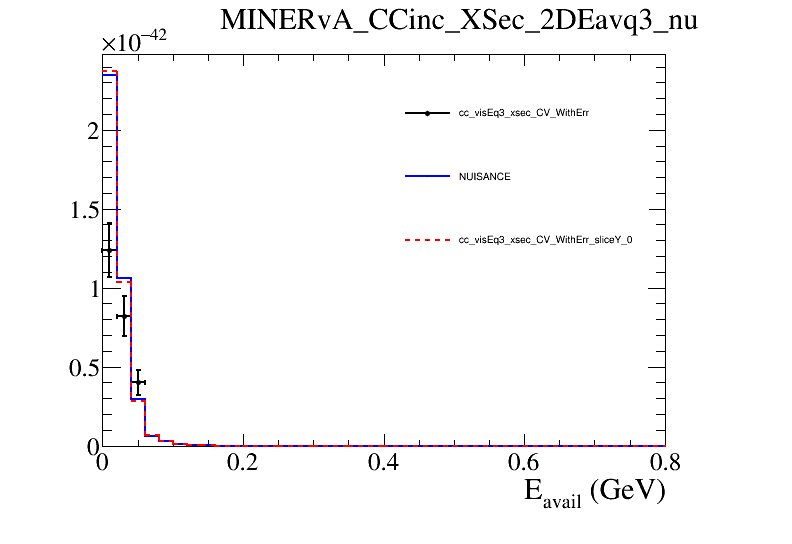 MINERvA_CCinc_XSec_2DEavq3_nu
×10⁻⁴²
cc_visEq3_xsec_CV_WithErr
NUISANCE
cc_visEq3_xsec_CV_WithErr_sliceY_0
2
1.5
1
0.5
0
0 0.2 0.4 0.6 0.8
E_avail (GeV)